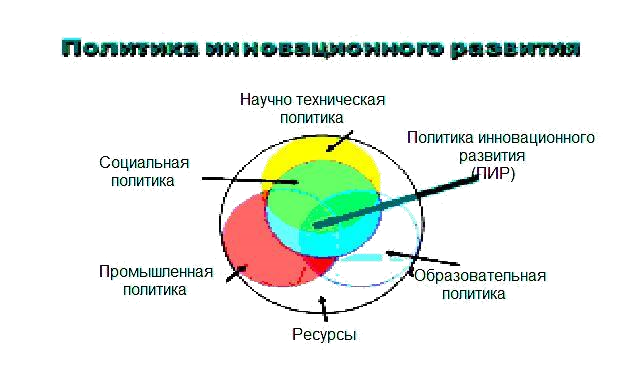 Политика инновационного развития
Научно техническая
политика
Политика инновационного
развития
(ПИР)
Социальная
политика
Промышленная
политика
Образовательная
политика
Ресурсы